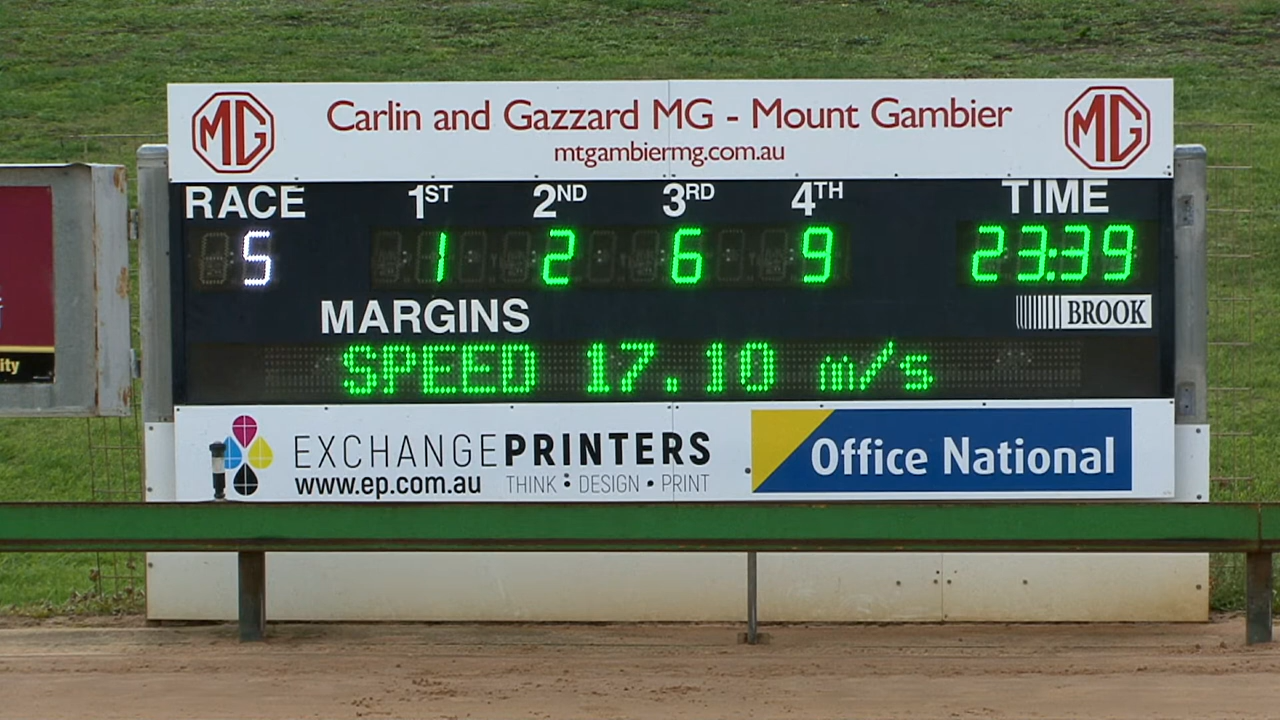 MG Carlin and Gazzard MG - Mount Gambier MG
mtgambiermg.com.au
RACE 1ST 2ND 3RD 4TH TIME
5 1 2 6 9 23:39
MARGINS BROOK
SPEED 17.10 m/s
EXCHANGEPRINTERS
www.ep.com.au THINK : DESIGN • PRINT
Office National
ity